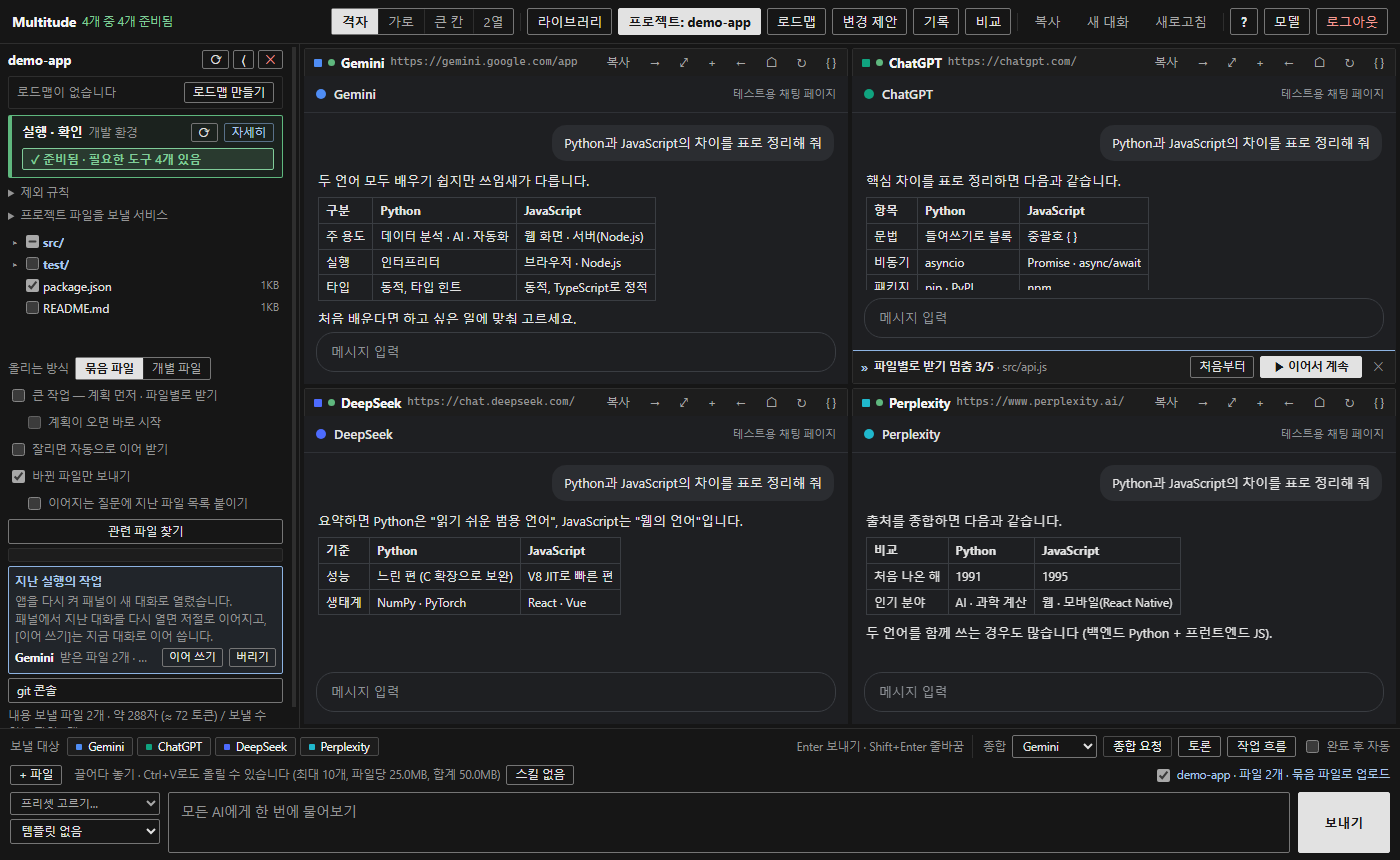 Multitude 4개 중 4개 준비됨 격자 가로 큰 칸 2열 라이브러리 프로젝트: demo-app 로드맵 변경 제안 기록 비교 복사 새 대화 새로고침 ? 모델 로그아웃
demo-app
로드맵이 없습니다 로드맵 만들기
실행 · 확인 개발 환경 자세히
✓ 준비됨 · 필요한 도구 4개 있음
▶ 제외 규칙
▶ 프로젝트 파일을 보낼 서비스
src/
test/
package.json 1KB
README.md 1KB
올리는 방식 묶음 파일 개별 파일
큰 작업 — 계획 먼저 · 파일별로 받기
계획이 오면 바로 시작
잘리면 자동으로 이어 받기
바뀐 파일만 보내기
이어지는 질문에 지난 파일 목록 붙이기
관련 파일 찾기
지난 실행의 작업
앱을 다시 켜 패널이 새 대화로 열렸습니다.
패널에서 지난 대화를 다시 열면 저절로 이어지고,
[이어 쓰기]는 지금 대화로 이어 씁니다.
Gemini 받은 파일 2개 · ... 이어 쓰기 버리기
git 콘솔
내용 보낼 파일 2개 · 약 288자 (≈ 72 토큰) / 보낼 수
Gemini https://gemini.google.com/app 복사 → ⤢ + ← ↻ {}
Gemini 테스트용 채팅 페이지
Python과 JavaScript의 차이를 표로 정리해 줘
두 언어 모두 배우기 쉽지만 쓰임새가 다릅니다.
구분 Python JavaScript
주 용도 데이터 분석 · AI · 자동화 웹 화면 · 서버(Node.js)
실행 인터프리터 브라우저 · Node.js
타입 동적, 타입 힌트 동적, TypeScript로 정적
처음 배운다면 하고 싶은 일에 맞춰 고르세요.
메시지 입력
ChatGPT https://chatgpt.com/ 복사 → ⤢ + ← ↻ {}
ChatGPT 테스트용 채팅 페이지
Python과 JavaScript의 차이를 표로 정리해 줘
핵심 차이를 표로 정리하면 다음과 같습니다.
항목 Python JavaScript
문법 들여쓰기로 블록 중괄호 { }
비동기 asyncio Promise · async/await
패키지 pip · PyPI npm
메시지 입력
» 파일별로 받기 멈춤 3/5 · src/api.js 처음부터 ▶ 이어서 계속 ×
DeepSeek https://chat.deepseek.com/ 복사 → ⤢ + ← ↻ {}
DeepSeek 테스트용 채팅 페이지
Python과 JavaScript의 차이를 표로 정리해 줘
요약하면 Python은 "읽기 쉬운 범용 언어", JavaScript는 "웹의 언어"입니다.
기준 Python JavaScript
성능 느린 편 (C 확장으로 보완) V8 JIT로 빠른 편
생태계 NumPy · PyTorch React · Vue
메시지 입력
Perplexity https://www.perplexity.ai/ 복사 → ⤢ + ← ↻ {}
Perplexity 테스트용 채팅 페이지
Python과 JavaScript의 차이를 표로 정리해 줘
출처를 종합하면 다음과 같습니다.
비교 Python JavaScript
처음 나온 해 1991 1995
인기 분야 AI · 과학 계산 웹 · 모바일(React Native)
두 언어를 함께 쓰는 경우도 많습니다 (백엔드 Python + 프런트엔드 JS).
메시지 입력
보낼 대상 Gemini ChatGPT DeepSeek Perplexity Enter 보내기 · Shift+Enter 줄바꿈 종합 Gemini 종합 요청 토론 작업 흐름 완료 후 자동
+ 파일 끌어다 놓기 · Ctrl+V로도 올릴 수 있습니다 (최대 10개, 파일당 25.0MB, 합계 50.0MB) 스킬 없음 demo-app · 파일 2개 · 묶음 파일로 업로드
프리셋 고르기...
템플릿 없음
모든 AI에게 한 번에 물어보기
보내기